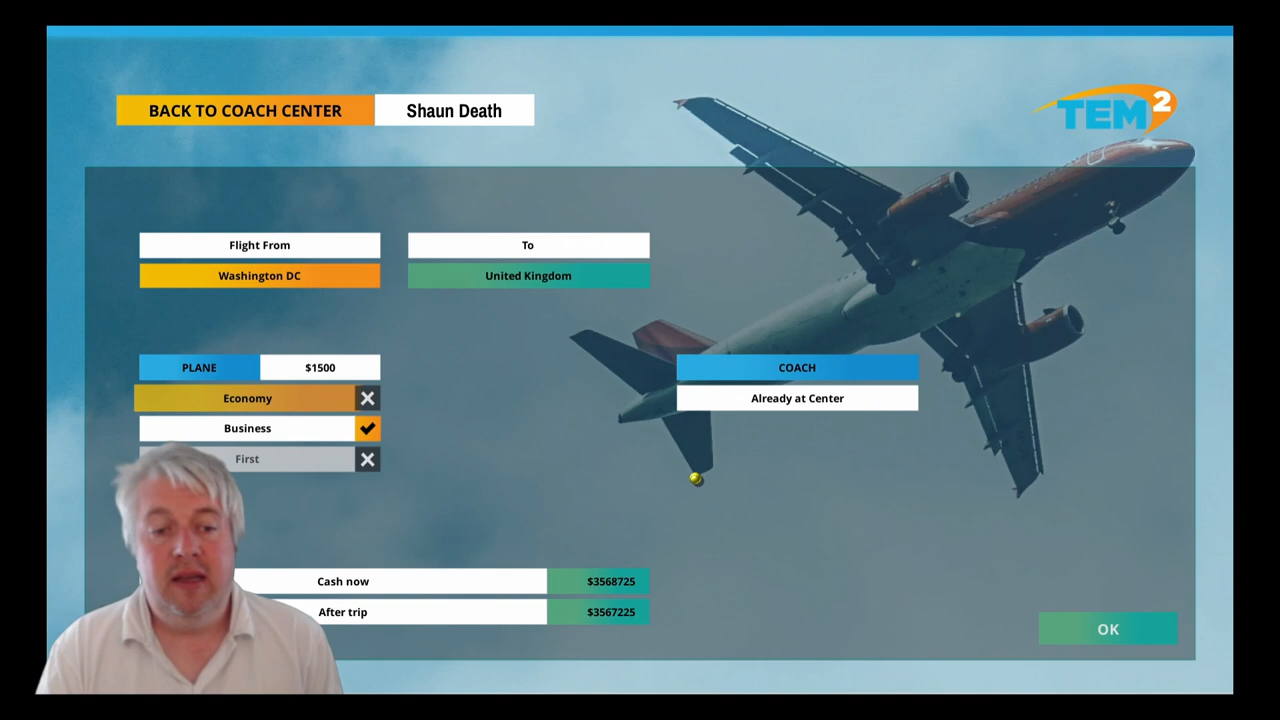 BACK TO COACH CENTER
Shaun Death
TEM2
Flight From
To
Washington DC
United Kingdom
PLANE
$1500
COACH
Economy
Already at Center
Business
First
Cash now
$3568725
After trip
$3567225
OK